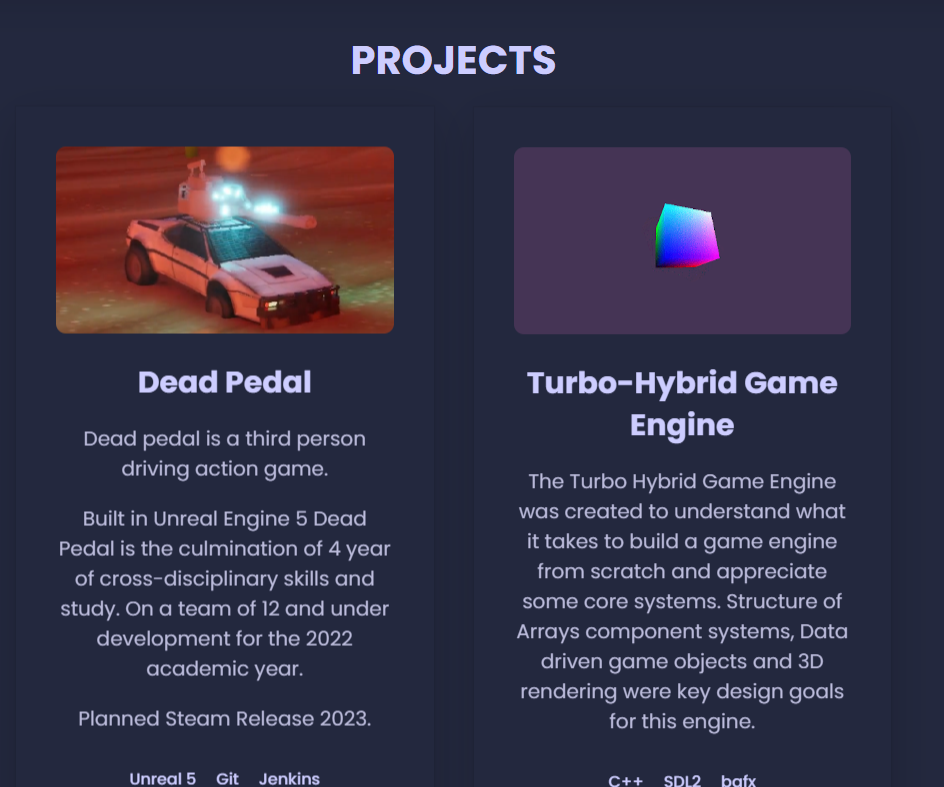 PROJECTS
Dead Pedal
Dead pedal is a third person
driving action game.
Built in Unreal Engine 5 Dead
Pedal is the culmination of 4 year
of cross-disciplinary skills and
study. On a team of 12 and under
development for the 2022
academic year.
Planned Steam Release 2023.
Unreal 5 Git Jenkins
Turbo-Hybrid Game
Engine
The Turbo Hybrid Game Engine
was created to understand what
it takes to build a game engine
from scratch and appreciate
some core systems. Structure of
Arrays component systems, Data
driven game objects and 3D
rendering were key design goals
for this engine.
C++ SDL2 bgfx